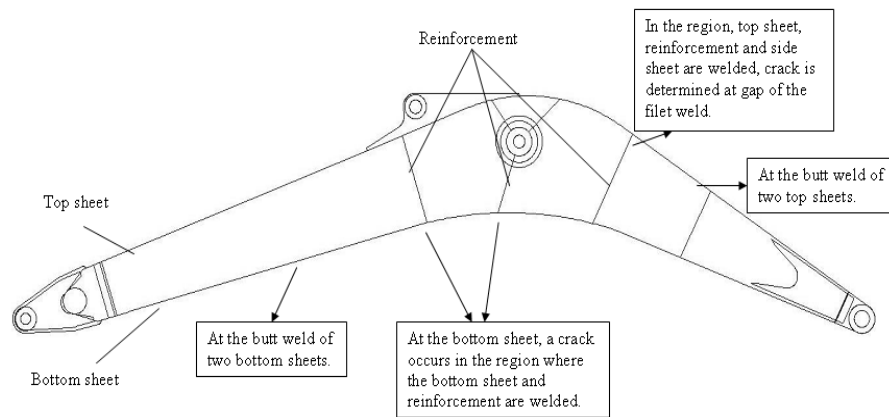 Reinforcement
In the region, top sheet,
reinforcement and side
sheet are welded, crack is
determined at gap of the
filet weld.
At the butt weld of
two top sheets.
Top sheet
At the butt weld of
two bottom sheets.
At the bottom sheet, a crack
occurs in the region where
the bottom sheet and
reinforcement are welded.
Bottom sheet